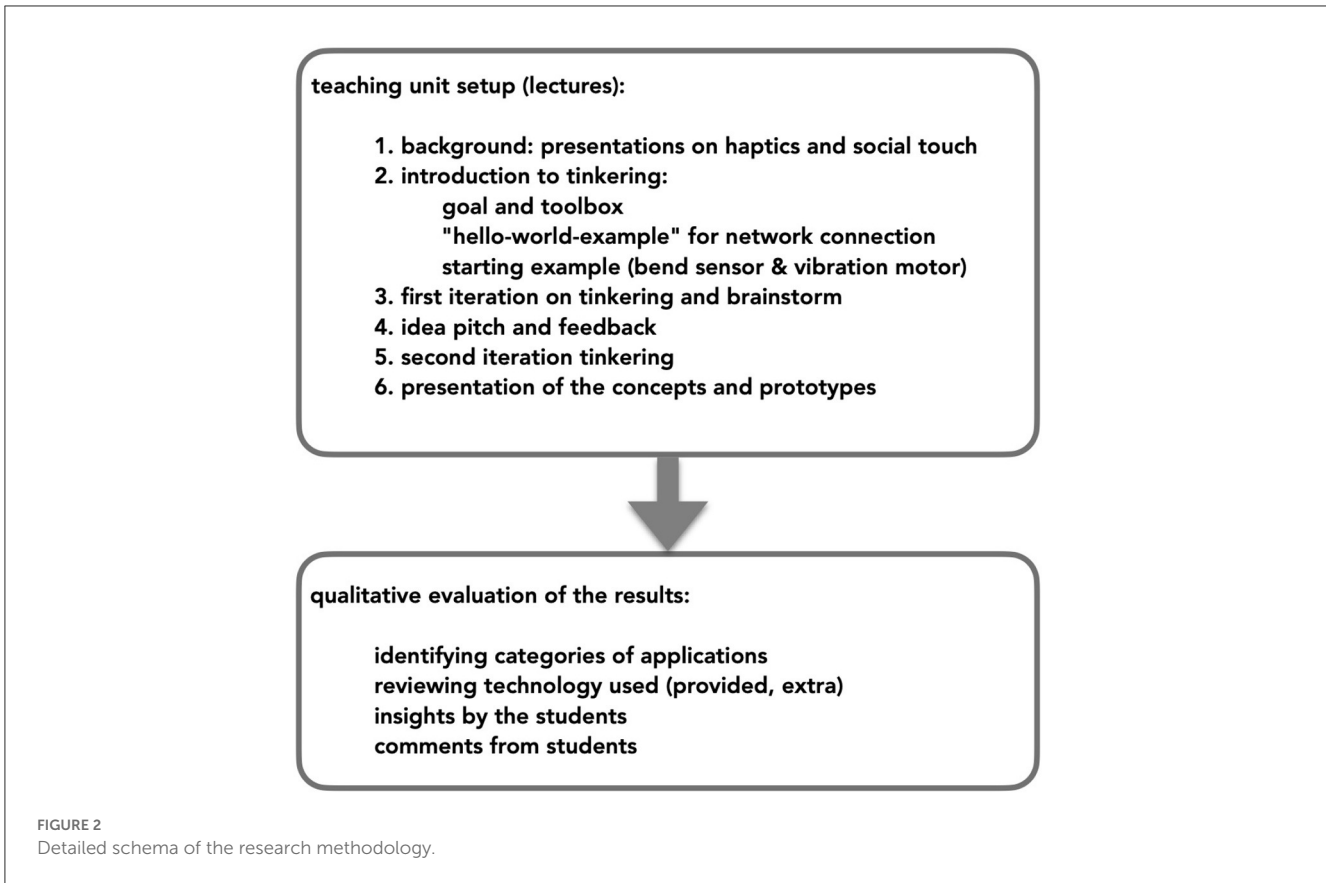 teaching unit setup (lectures):
1. background: presentations on haptics and social touch
2. introduction to tinkering:
goal and toolbox
"hello-world-example" for network connection
starting example (bend sensor & vibration motor)
3. first iteration on tinkering and brainstorm
4. idea pitch and feedback
5. second iteration tinkering
6. presentation of the concepts and prototypes
qualitative evaluation of the results:
identifying categories of applications
reviewing technology used (provided, extra)
insights by the students
comments from students
FIGURE 2
Detailed schema of the research methodology.